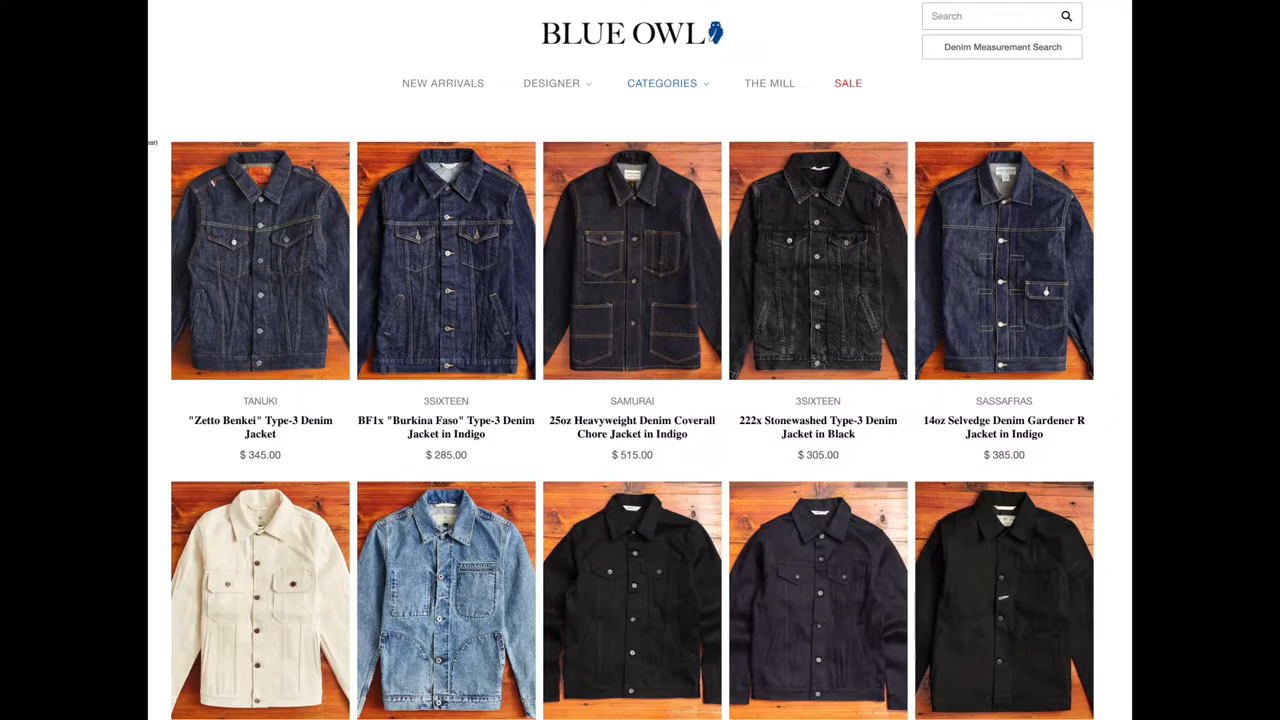 BLUE OWL
Search
Denim Measurement Search
NEW ARRIVALS DESIGNER CATEGORIES THE MILL SALE
ear)
TANUKI
"Zetto Benkei" Type-3 Denim
Jacket
$ 345.00
3SIXTEEN
BF1x "Burkina Faso" Type-3 Denim
Jacket in Indigo
$ 285.00
SAMURAI
25oz Heavyweight Denim Coverall
Chore Jacket in Indigo
$ 515.00
3SIXTEEN
222x Stonewashed Type-3 Denim
Jacket in Black
$ 305.00
SASSAFRAS
14oz Selvedge Denim Gardener R
Jacket in Indigo
$ 385.00